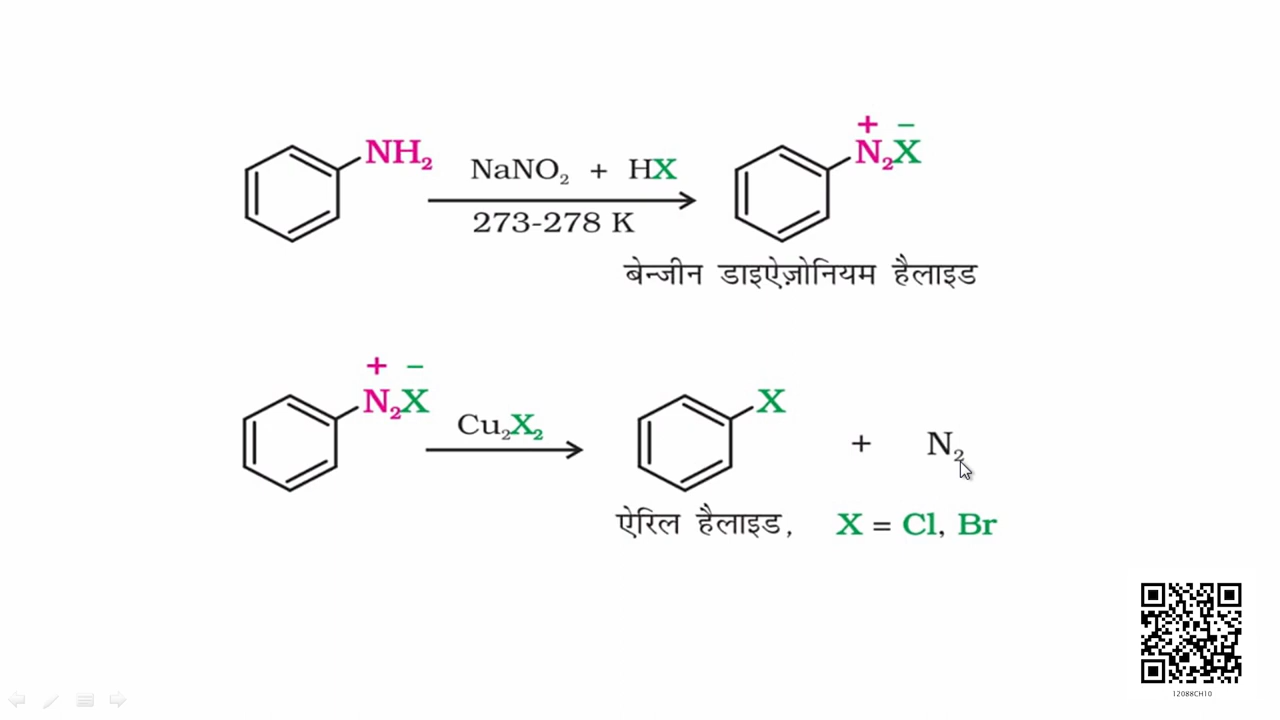 NH₂
NaNO₂ + HX
273-278 K
+ −
N₂X
बेन्जीन डाइऐज़ोनियम हैलाइड
+ −
N₂X
Cu₂X₂
X
+ N₂
ऐरिल हैलाइड, X = Cl, Br
12088CH10